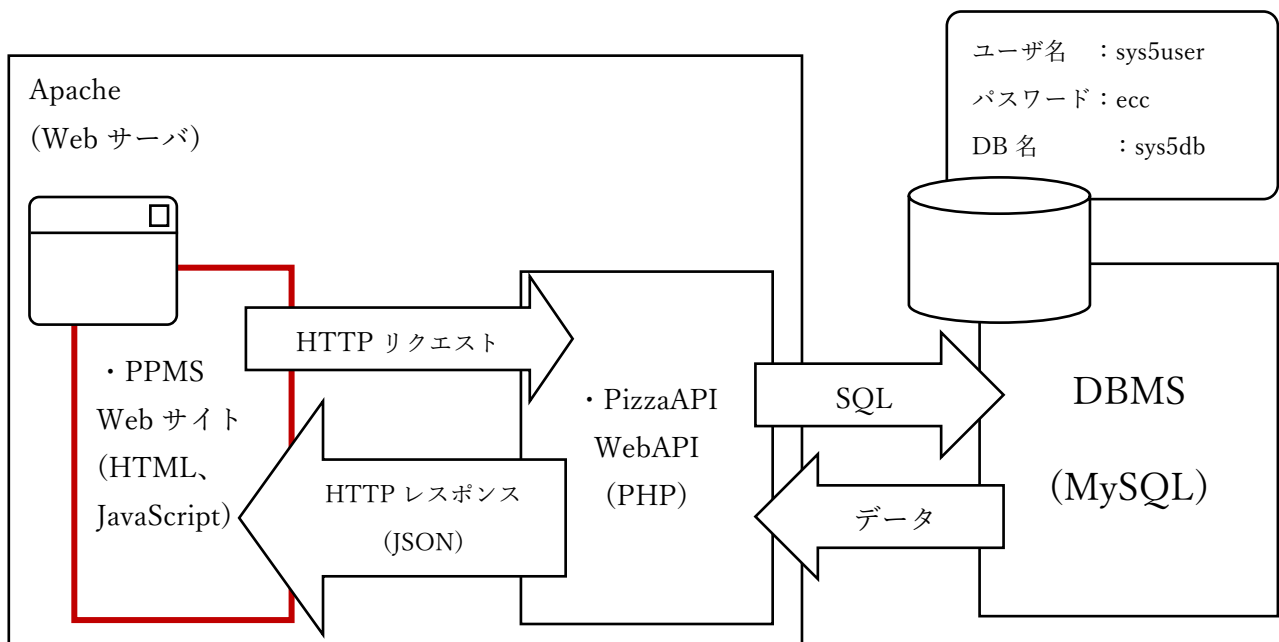 Apache
(Web サーバ)
ユーザ名　：sys5user
パスワード：ecc
DB 名　　　：sys5db
・PPMS
Web サイト
(HTML、
JavaScript)
HTTP リクエスト
HTTP レスポンス
(JSON)
・PizzaAPI
WebAPI
(PHP)
SQL
データ
DBMS
(MySQL)